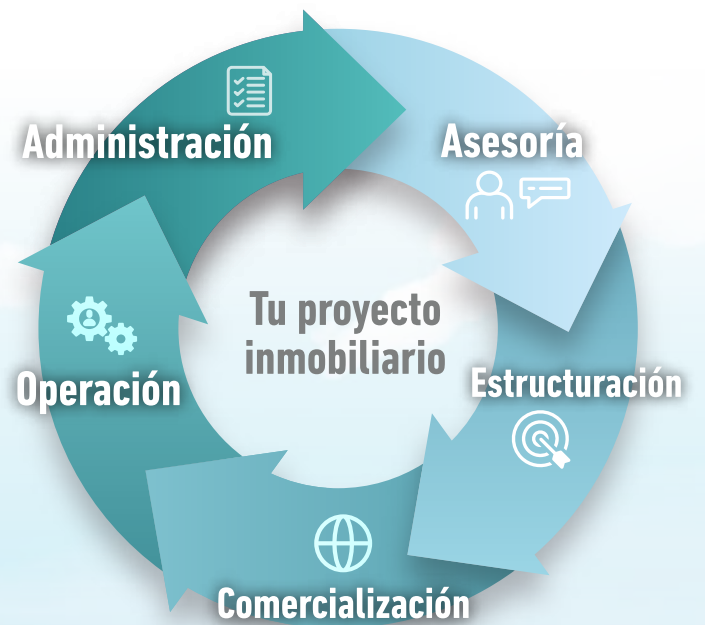 Administración
Asesoría
Tu proyecto
inmobiliario
Operación
Estructuración
Comercialización